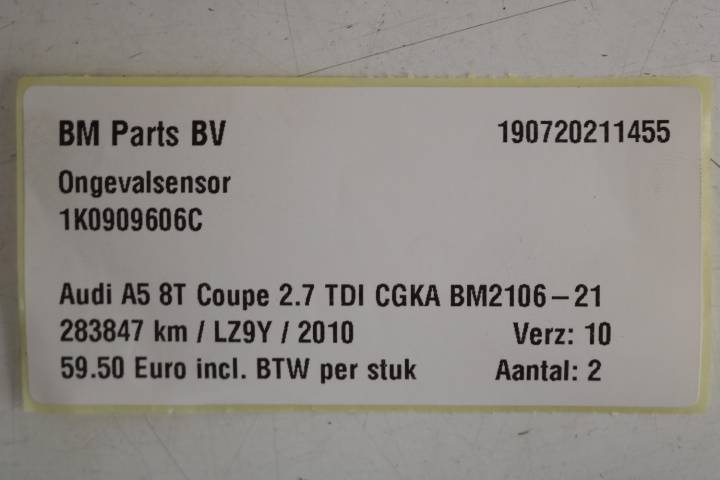 BM Parts BV 190720211455
Ongevalsensor
1K0909606C
Audi A5 8T Coupe 2.7 TDI CGKA BM2106-21
283847 km / LZ9Y / 2010 Verz: 10
59.50 Euro incl. BTW per stuk Aantal: 2